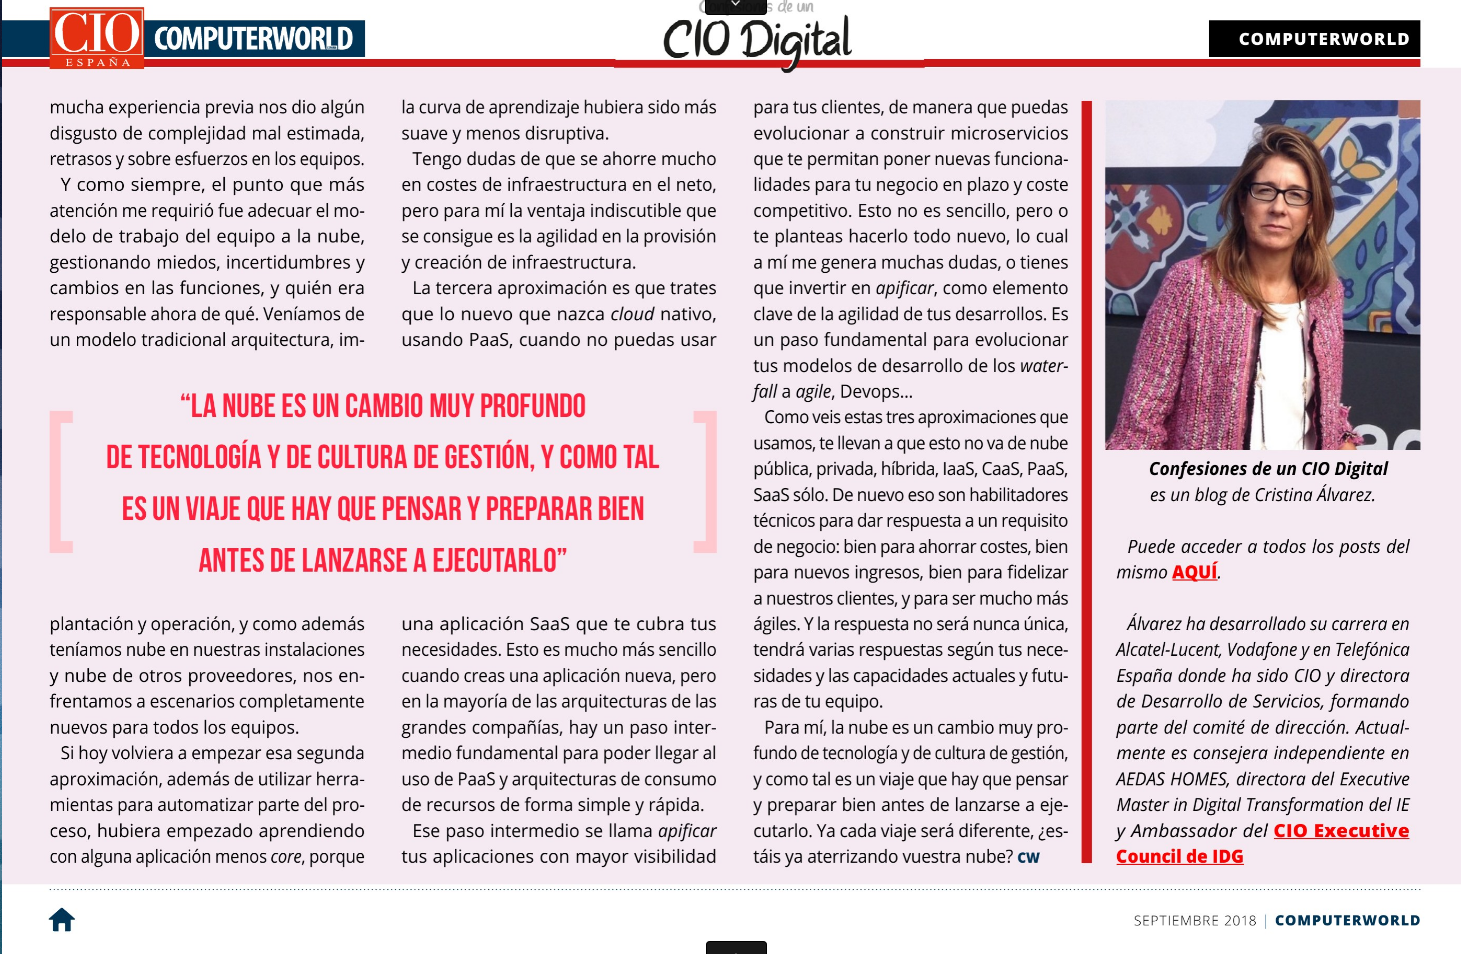 CIO
ESPAÑA
COMPUTERWORLD
CIO Digital
COMPUTERWORLD
mucha experiencia previa nos dio algún
disgusto de complejidad mal estimada,
retrasos y sobre esfuerzos en los equipos.
Y como siempre, el punto que más
atención me requirió fue adecuar el mo-
delo de trabajo del equipo a la nube,
gestionando miedos, incertidumbres y
cambios en las funciones, y quién era
responsable ahora de qué. Veníamos de
un modelo tradicional arquitectura, im-
la curva de aprendizaje hubiera sido más
suave y menos disruptiva.
Tengo dudas de que se ahorre mucho
en costes de infraestructura en el neto,
pero para mí la ventaja indiscutible que
se consigue es la agilidad en la provisión
y creación de infraestructura.
La tercera aproximación es que trates
que lo nuevo que nazca cloud nativo,
usando PaaS, cuando no puedas usar
“LA NUBE ES UN CAMBIO MUY PROFUNDO
DE TECNOLOGÍA Y DE CULTURA DE GESTIÓN, Y COMO TAL
ES UN VIAJE QUE HAY QUE PENSAR Y PREPARAR BIEN
ANTES DE LANZARSE A EJECUTARLO”
plantación y operación, y como además
teníamos nube en nuestras instalaciones
y nube de otros proveedores, nos en-
frentamos a escenarios completamente
nuevos para todos los equipos.
Si hoy volviera a empezar esa segunda
aproximación, además de utilizar herra-
mientas para automatizar parte del pro-
ceso, hubiera empezado aprendiendo
con alguna aplicación menos core, porque
una aplicación SaaS que te cubra tus
necesidades. Esto es mucho más sencillo
cuando creas una aplicación nueva, pero
en la mayoría de las arquitecturas de las
grandes compañías, hay un paso inter-
medio fundamental para poder llegar al
uso de PaaS y arquitecturas de consumo
de recursos de forma simple y rápida.
Ese paso intermedio se llama apificar
tus aplicaciones con mayor visibilidad
para tus clientes, de manera que puedas
evolucionar a construir microservicios
que te permitan poner nuevas funciona-
lidades para tu negocio en plazo y coste
competitivo. Esto no es sencillo, pero o
te planteas hacerlo todo nuevo, lo cual
a mí me genera muchas dudas, o tienes
que invertir en apificar, como elemento
clave de la agilidad de tus desarrollos. Es
un paso fundamental para evolucionar
tus modelos de desarrollo de los water-
fall a agile, Devops...
Como veis estas tres aproximaciones que
usamos, te llevan a que esto no va de nube
pública, privada, híbrida, IaaS, CaaS, PaaS,
SaaS sólo. De nuevo eso son habilitadores
técnicos para dar respuesta a un requisito
de negocio: bien para ahorrar costes, bien
para nuevos ingresos, bien para fidelizar
a nuestros clientes, y para ser mucho más
ágiles. Y la respuesta no será nunca única,
tendrá varias respuestas según tus nece-
sidades y las capacidades actuales y futu-
ras de tu equipo.
Para mí, la nube es un cambio muy pro-
fundo de tecnología y de cultura de gestión,
y como tal es un viaje que hay que pensar
y preparar bien antes de lanzarse a eje-
cutarlo. Ya cada viaje será diferente, ¿es-
táis ya aterrizando vuestra nube? CW
Confesiones de un CIO Digital
es un blog de Cristina Álvarez.
Puede acceder a todos los posts del
mismo AQUÍ.
Álvarez ha desarrollado su carrera en
Alcatel-Lucent, Vodafone y en Telefónica
España donde ha sido CIO y directora
de Desarrollo de Servicios, formando
parte del comité de dirección. Actual-
mente es consejera independiente en
AEDAS HOMES, directora del Executive
Master in Digital Transformation del IE
y Ambassador del CIO Executive
Council de IDG
SEPTIEMBRE 2018 | COMPUTERWORLD